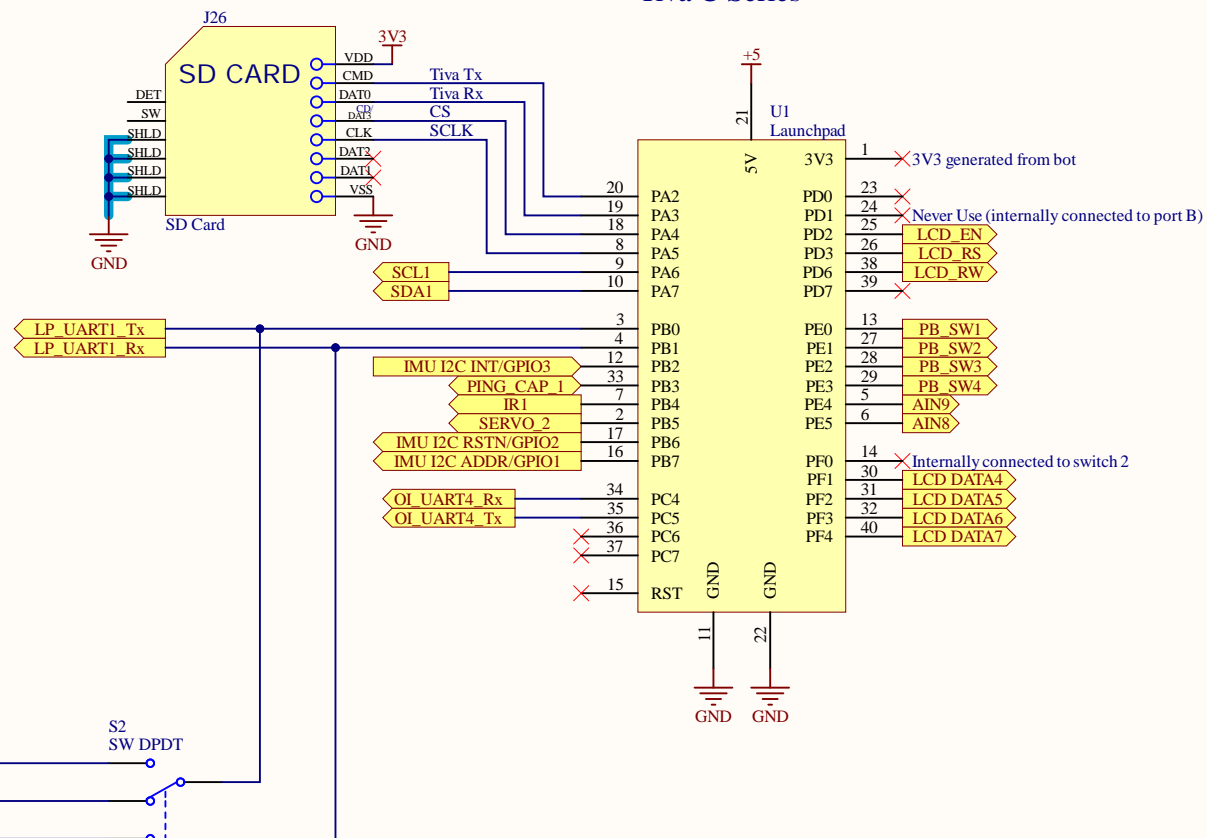 J26
SD CARD
3V3
VDD
CMD
DAT0
CD/
DAT3
CLK
DAT2
DAT1
VSS
DET
SW
SHLD
SHLD
SHLD
SHLD
SD Card
GND
GND
Tiva Tx
Tiva Rx
CS
SCLK
+5
21
5V
U1
Launchpad
20 PA2
19 PA3
18 PA4
8 PA5
9 PA6
10 PA7
SCL1
SDA1
LP_UART1_Tx
LP_UART1_Rx
3 PB0
4 PB1
IMU I2C INT/GPIO3 12 PB2
PING_CAP_1 33 PB3
IR1 7 PB4
SERVO_2 2 PB5
IMU I2C RSTN/GPIO2 17 PB6
IMU I2C ADDR/GPIO1 16 PB7
OI_UART4_Rx 34 PC4
OI_UART4_Tx 35 PC5
36 PC6
37 PC7
15 RST
3V3 1 3V3 generated from bot
PD0 23
PD1 24 Never Use (internally connected to port B)
PD2 25 LCD_EN
PD3 26 LCD_RS
PD6 38 LCD_RW
PD7 39
PE0 13 PB_SW1
PE1 27 PB_SW2
PE2 28 PB_SW3
PE3 29 PB_SW4
PE4 5 AIN9
PE5 6 AIN8
PF0 14 Internally connected to switch 2
PF1 30 LCD DATA4
PF2 31 LCD DATA5
PF3 32 LCD DATA6
PF4 40 LCD DATA7
GND
GND
11
22
GND
GND
S2
SW DPDT